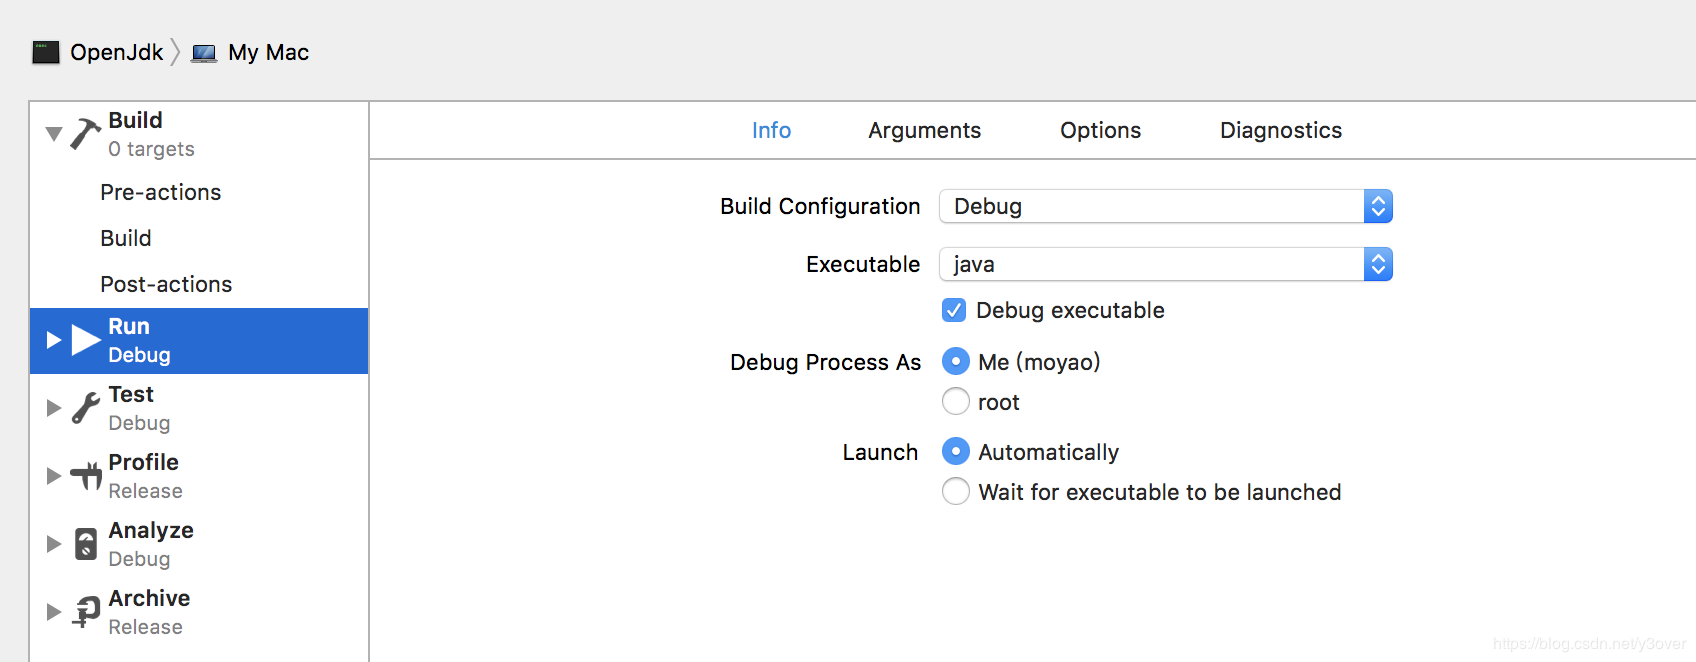 OpenJdk My Mac
Build
0 targets
Pre-actions
Build
Post-actions
Run
Debug
Test
Debug
Profile
Release
Analyze
Debug
Archive
Release
Info Arguments Options Diagnostics
Build Configuration Debug
Executable java
Debug executable
Debug Process As Me (moyao)
root
Launch Automatically
Wait for executable to be launched
https://blog.csdn.net/y3over